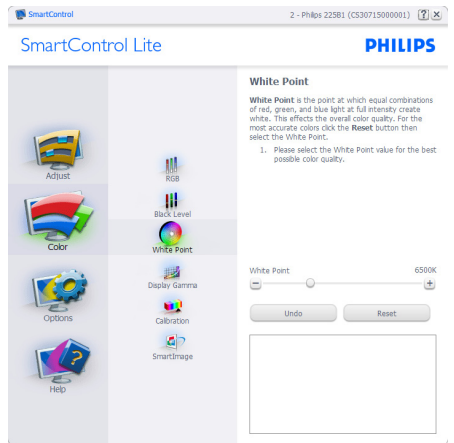 SmartControl
2 - Philips 225B1 (CS30715000001)
SmartControl Lite
PHILIPS
Adjust
Color
Options
Help
RGB
Black Level
White Point
Display Gamma
Calibration
SmartImage
White Point
White Point is the point at which equal combinations
of red, green, and blue light at full intensity create
white. This effects the overall color quality. For the
most accurate colors click the Reset button then
select the White Point.
1. Please select the White Point value for the best
possible color quality.
White Point 6500K
Undo
Reset